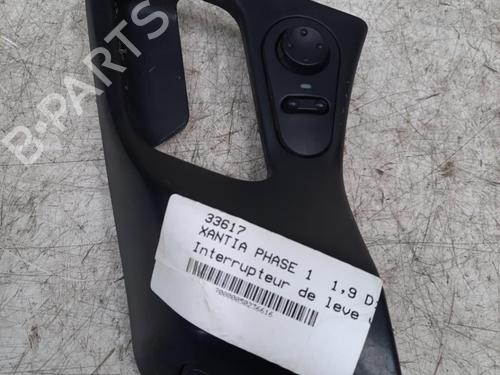 B-PARTS
33617
XANTIA PHASE 1 1,9 D
Interrupteur de leve